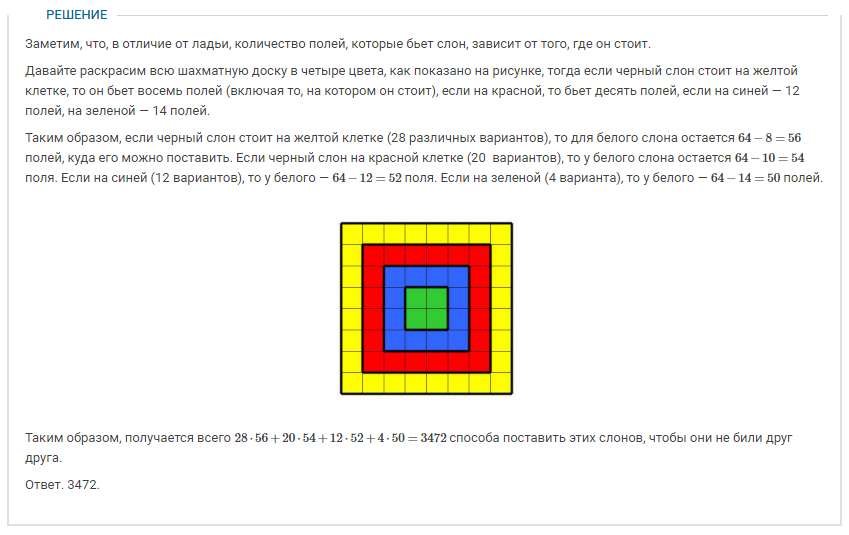 РЕШЕНИЕ
Заметим, что, в отличие от ладьи, количество полей, которые бьет слон, зависит от того, где он стоит.
Давайте раскрасим всю шахматную доску в четыре цвета, как показано на рисунке, тогда если черный слон стоит на желтой
клетке, то он бьет восемь полей (включая то, на котором он стоит), если на красной, то бьет десять полей, если на синей — 12
полей, на зеленой — 14 полей.
Таким образом, если черный слон стоит на желтой клетке (28 различных вариантов), то для белого слона остается 64 − 8 = 56
полей, куда его можно поставить. Если черный слон на красной клетке (20 вариантов), то у белого слона остается 64 − 10 = 54
поля. Если на синей (12 вариантов), то у белого — 64 − 12 = 52 поля. Если на зеленой (4 варианта), то у белого — 64 − 14 = 50 полей.
Таким образом, получается всего 28 · 56 + 20 · 54 + 12 · 52 + 4 · 50 = 3472 способа поставить этих слонов, чтобы они не били друг
друга.
Ответ. 3472.